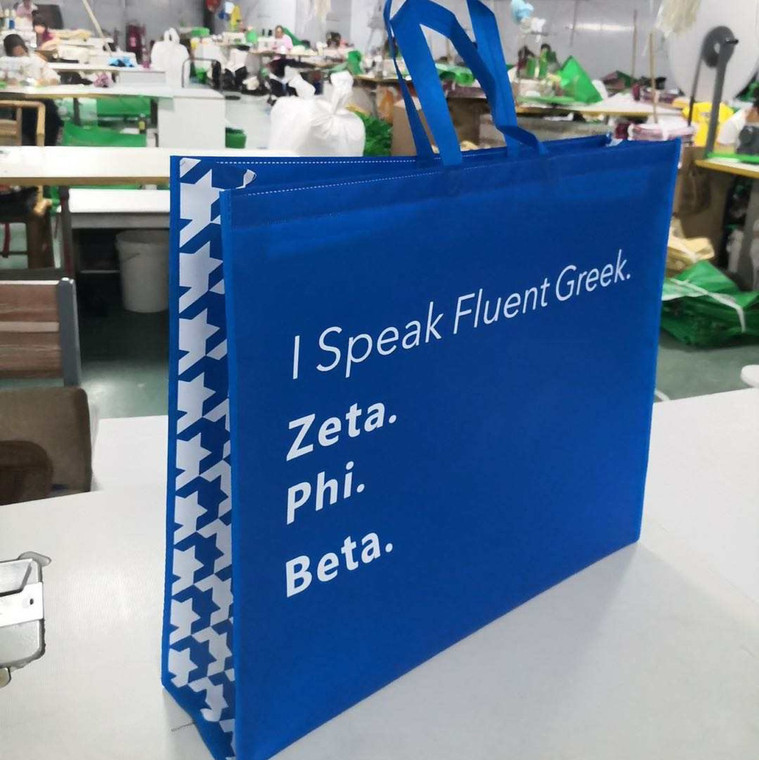 I Speak Fluent Greek.
Zeta.
Phi.
Beta.